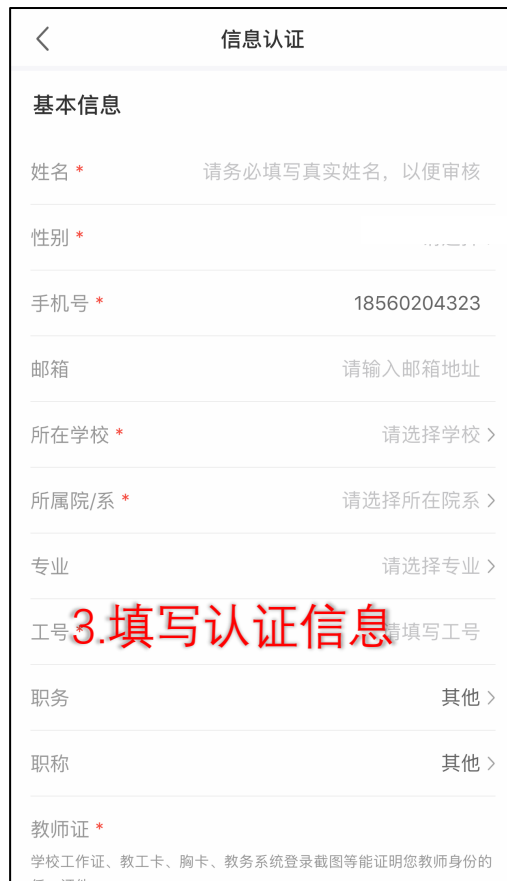 信息认证
基本信息
姓名 * 请务必填写真实姓名，以便审核
性别 *
手机号 * 18560204323
邮箱 请输入邮箱地址
所在学校 * 请选择学校
所属院/系 * 请选择所在院系
专业 请选择专业
工号 * 请填写工号
3.填写认证信息
职务 其他
职称 其他
教师证 *
学校工作证、教工卡、胸卡、教务系统登录截图等能证明您教师身份的